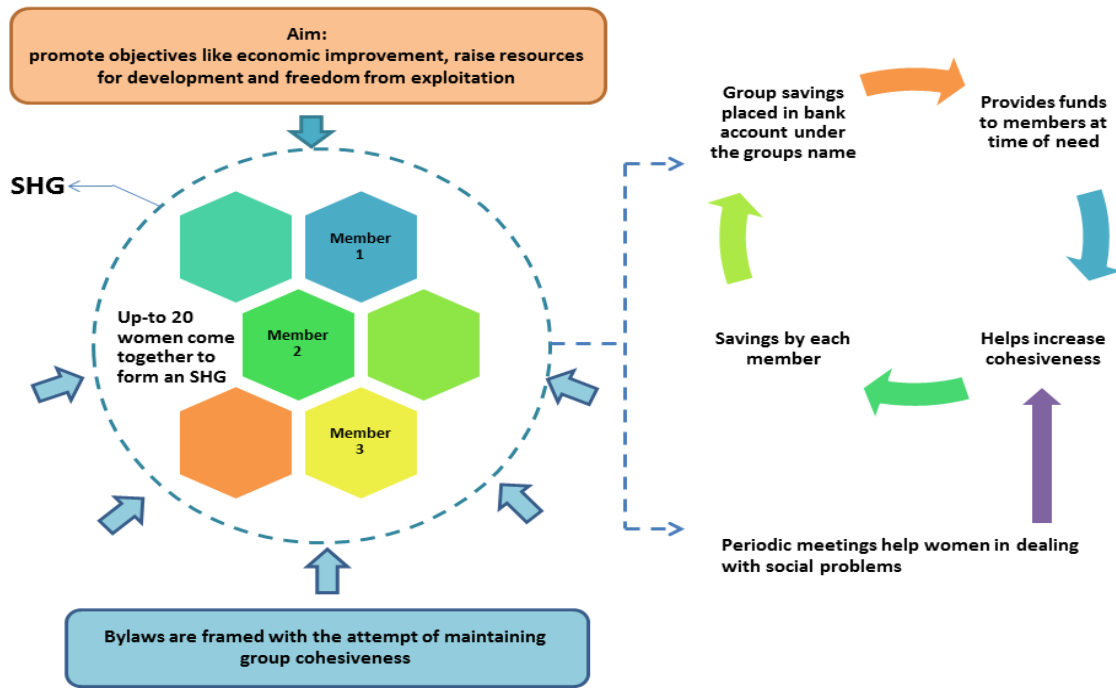 Aim:
promote objectives like economic improvement, raise resources
for development and freedom from exploitation
SHG
Member
1
Up-to 20
women come
together to
form an SHG
Member
2
Member
3
Bylaws are framed with the attempt of maintaining
group cohesiveness
Group savings
placed in bank
account under
the groups name
Provides funds
to members at
time of need
Savings by each
member
Helps increase
cohesiveness
Periodic meetings help women in dealing
with social problems